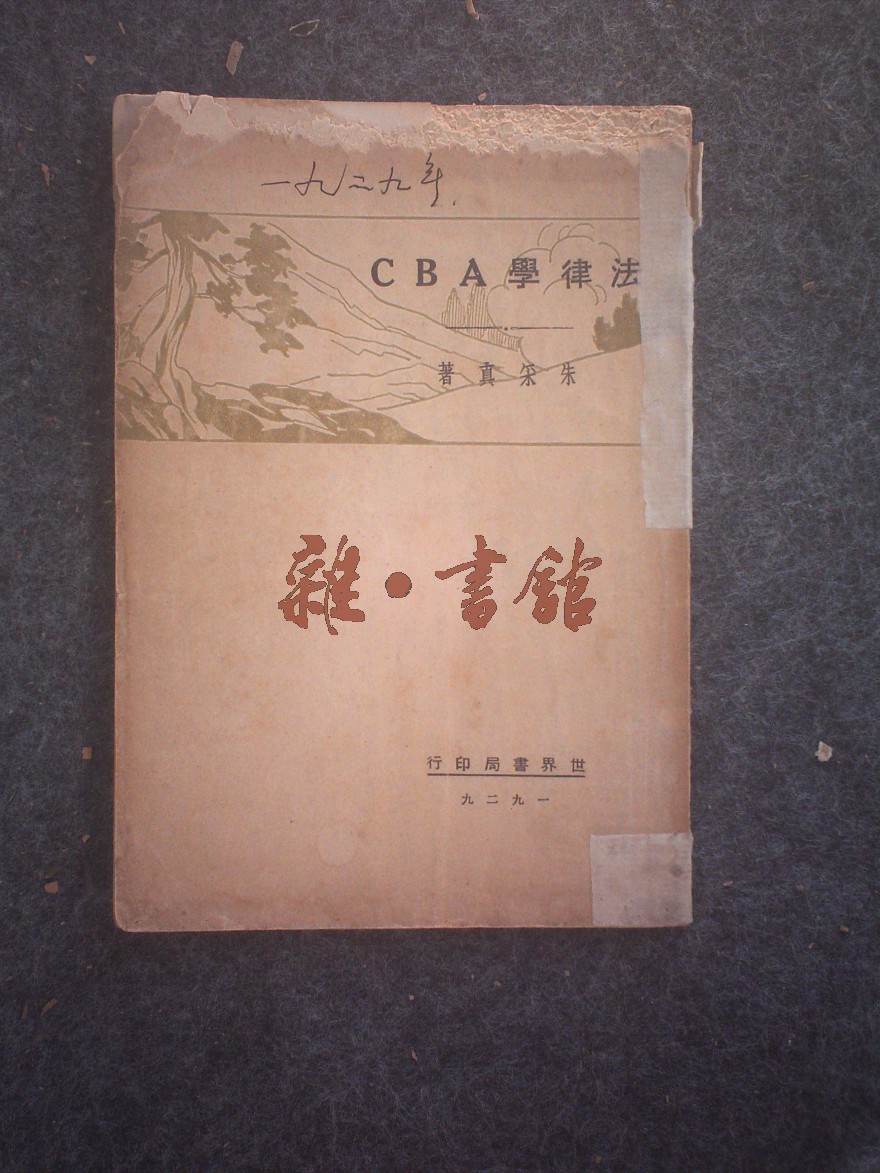 一九二九年.
法律學ABC
朱采真著
雜·書館
世界書局印行
一九二九